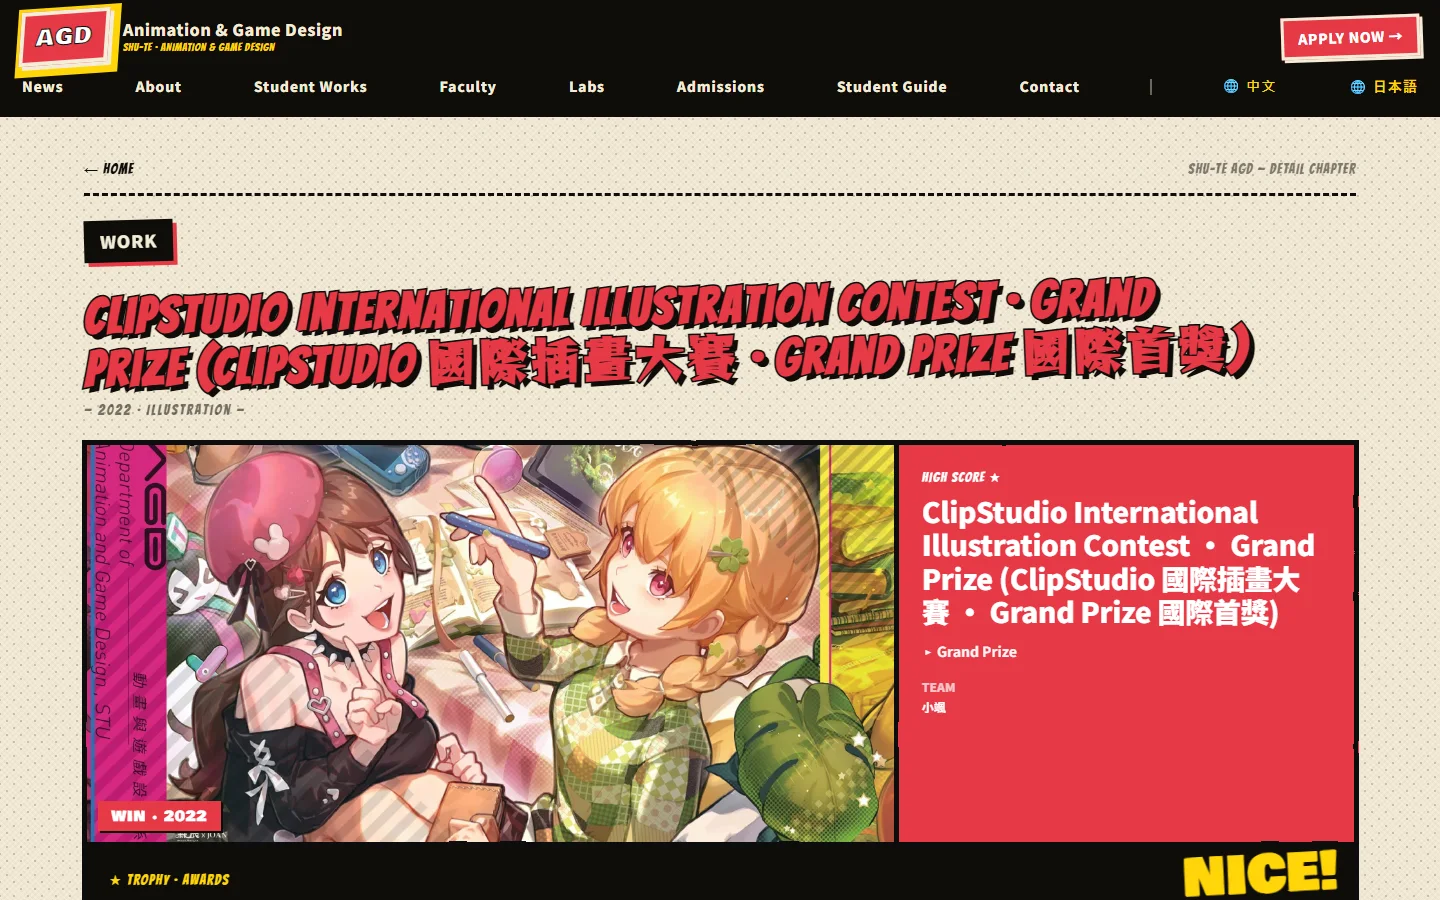 AGD
Animation & Game Design
SHU-TE · ANIMATION & GAME DESIGN
APPLY NOW →
News
About
Student Works
Faculty
Labs
Admissions
Student Guide
Contact
|
中文
日本語
← HOME
SHU-TE AGD — DETAIL CHAPTER
WORK
CLIPSTUDIO INTERNATIONAL ILLUSTRATION CONTEST・GRAND
PRIZE (CLIPSTUDIO 國際插畫大賽・GRAND PRIZE 國際首獎)
— 2022 · ILLUSTRATION —
Department of
Animation and Game Design, STU
動畫與遊戲設
WIN · 2022
HIGH SCORE ★
ClipStudio International
Illustration Contest ・ Grand
Prize (ClipStudio 國際插畫大
賽 ・ Grand Prize 國際首獎)
▸ Grand Prize
TEAM
小颯
★ TROPHY · AWARDS
NICE!